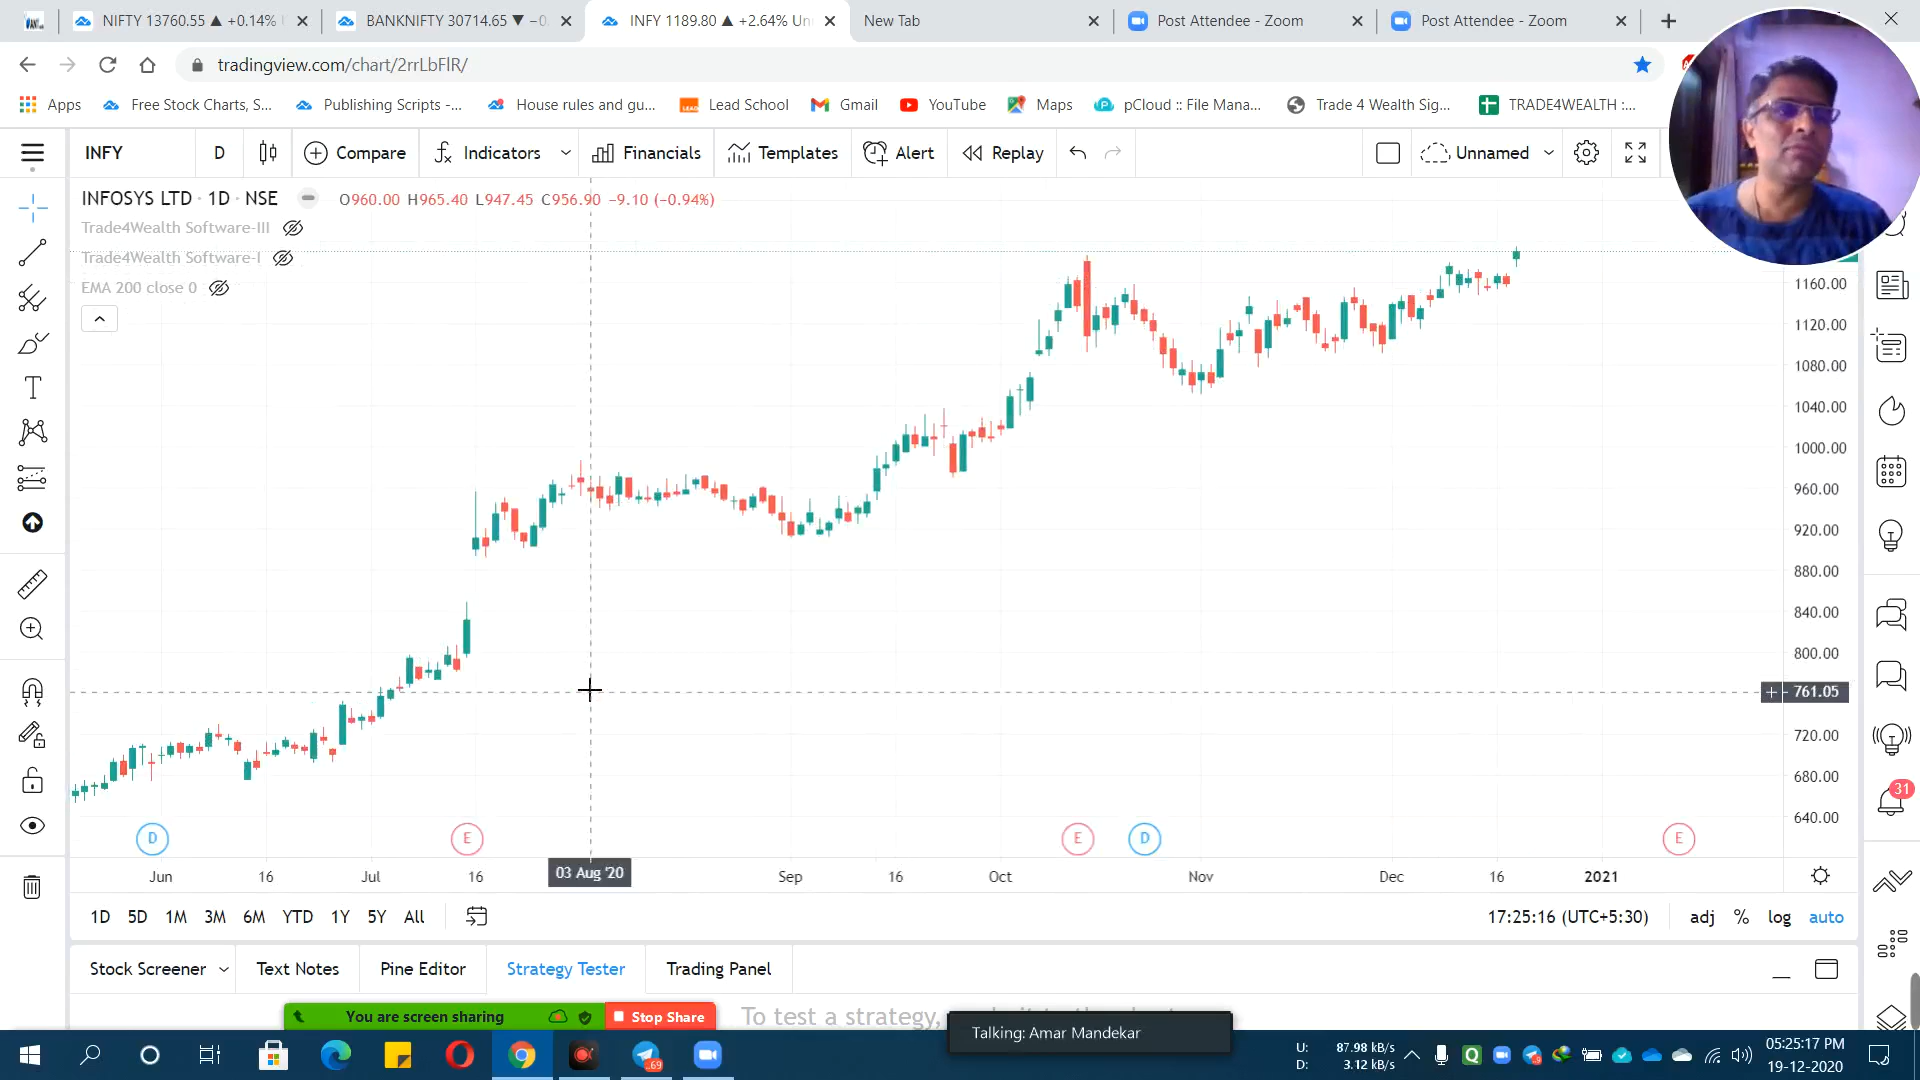 NIFTY 13760.55 ▲ +0.14%
BANKNIFTY 30714.65 ▼ −0.
INFY 1189.80 ▲ +2.64% Un
New Tab
Post Attendee - Zoom
Post Attendee - Zoom
tradingview.com/chart/2rrLbFlR/
Apps
Free Stock Charts, S...
Publishing Scripts -...
House rules and gu...
LEAD
Lead School
Gmail
YouTube
Maps
pCloud :: File Mana...
Trade 4 Wealth Sig...
TRADE4WEALTH :...
INFY
D
Compare
Indicators
Financials
Templates
Alert
Replay
Unnamed
INFOSYS LTD · 1D · NSE
O960.00 H965.40 L947.45 C956.90 −9.10 (−0.94%)
Trade4Wealth Software-III
Trade4Wealth Software-I
EMA 200 close 0
1160.00
1120.00
1080.00
1040.00
1000.00
960.00
920.00
880.00
840.00
800.00
761.05
720.00
680.00
640.00
31
D
E
E
D
E
Jun
16
Jul
16
03 Aug '20
Sep
16
Oct
Nov
Dec
16
2021
1D 5D 1M 3M 6M YTD 1Y 5Y All
17:25:16 (UTC+5:30)
adj % log auto
Stock Screener
Text Notes
Pine Editor
Strategy Tester
Trading Panel
You are screen sharing
Stop Share
To test a strategy,
Talking: Amar Mandekar
U: 87.98 kB/s
D: 3.12 kB/s
05:25:17 PM
19-12-2020